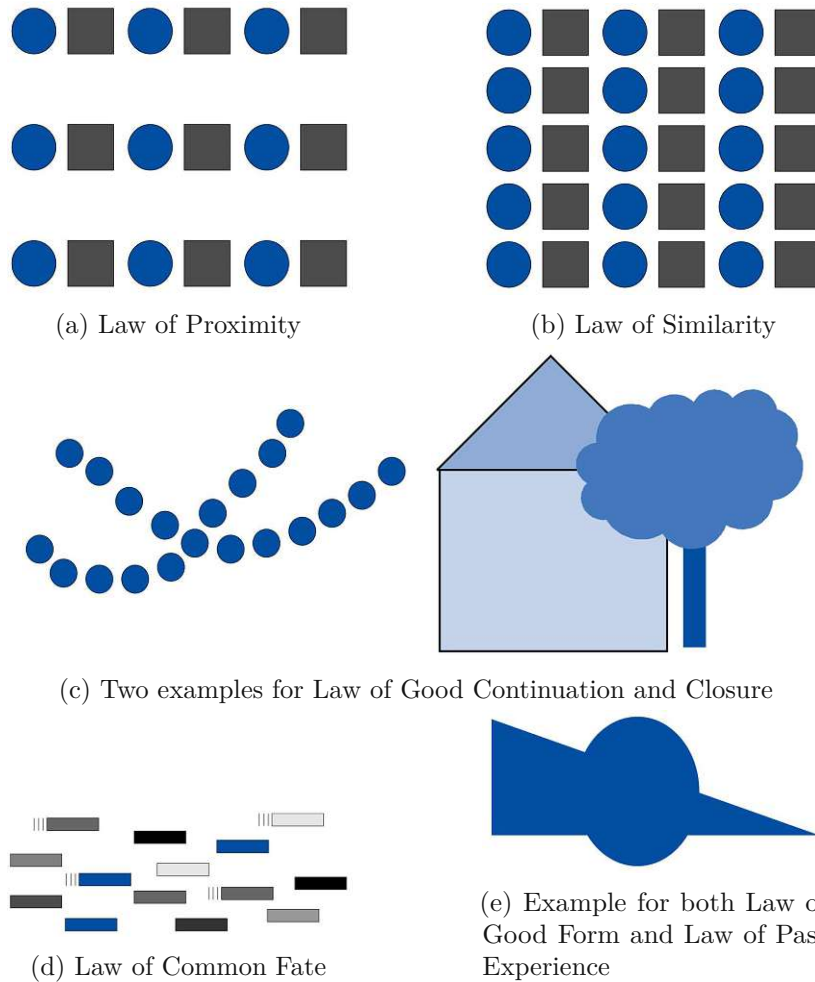 (a) Law of Proximity
(b) Law of Similarity
(c) Two examples for Law of Good Continuation and Closure
(d) Law of Common Fate
(e) Example for both Law o
Good Form and Law of Pas
Experience